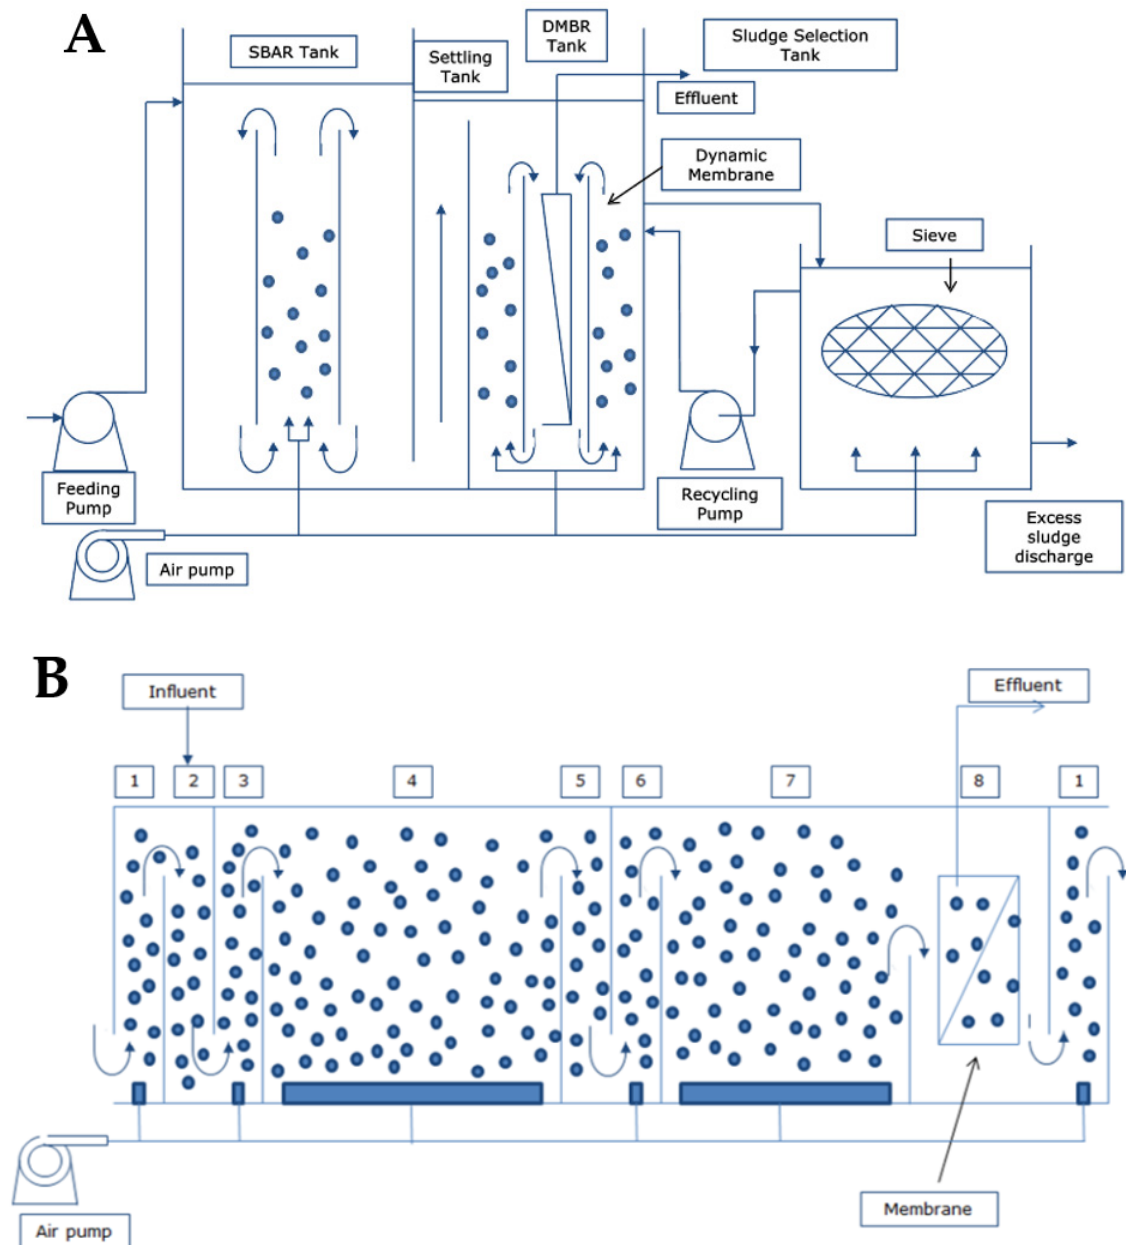 A
SBAR Tank
Settling
Tank
DMBR
Tank
Sludge Selection
Tank
Effluent
Dynamic
Membrane
Sieve
Feeding
Pump
Recycling
Pump
Excess
sludge
discharge
Air pump
B
Influent
Effluent
1
2
3
4
5
6
7
8
1
Membrane
Air pump